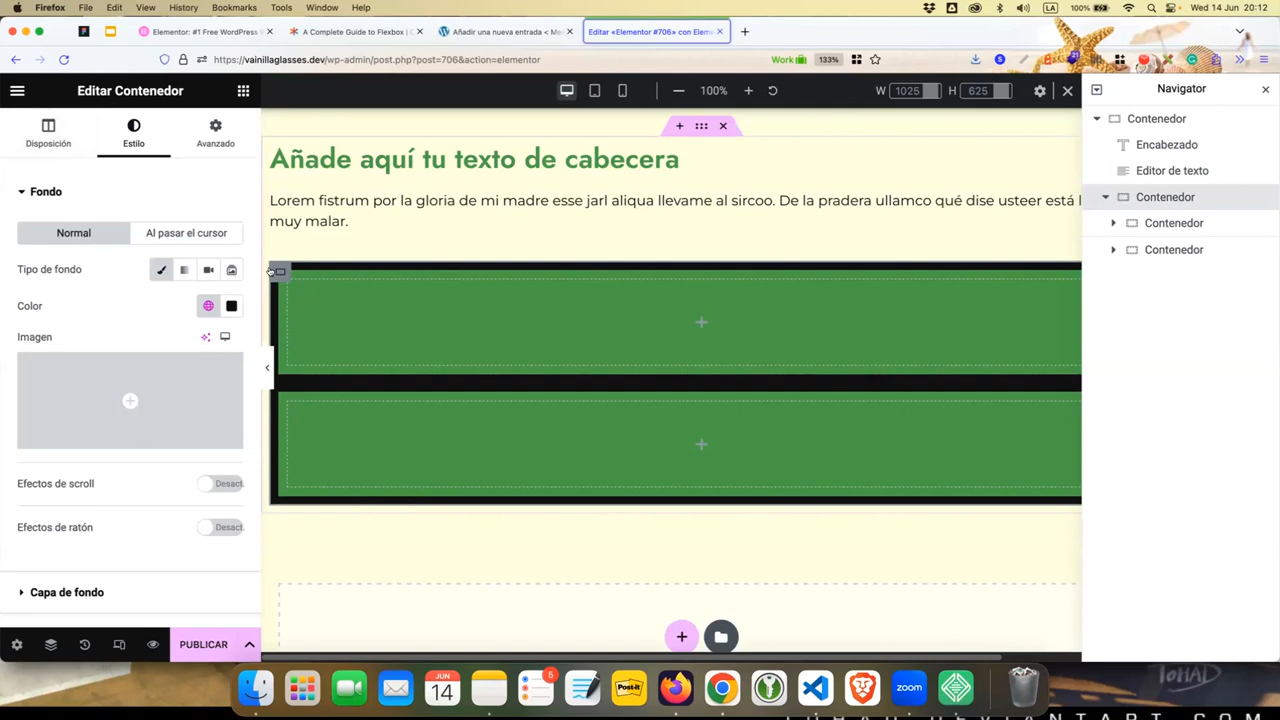 Firefox File Edit View History Bookmarks Tools Window Help
LA 100% Wed 14 Jun 20:12
Elementor: #1 Free WordPress
A Complete Guide to Flexbox | C
Añadir una nueva entrada < Me
Editar «Elementor #706» con Elem
https://vainillaglasses.dev/wp-admin/post.php?post=706&action=elementor
Work 133%
Editar Contenedor
100%
W 1025 H 625
Navigator
Disposición
Estilo
Avanzado
Fondo
Normal
Al pasar el cursor
Tipo de fondo
Color
Imagen
Efectos de scroll
Desact.
Efectos de ratón
Desact.
Capa de fondo
PUBLICAR
Añade aquí tu texto de cabecera
Lorem fistrum por la gloria de mi madre esse jarl aliqua llevame al sircoo. De la pradera ullamco qué dise usteer está l
muy malar.
Contenedor
Encabezado
Editor de texto
Contenedor
Contenedor
Contenedor
JUN
14
5
Post-it
zoom